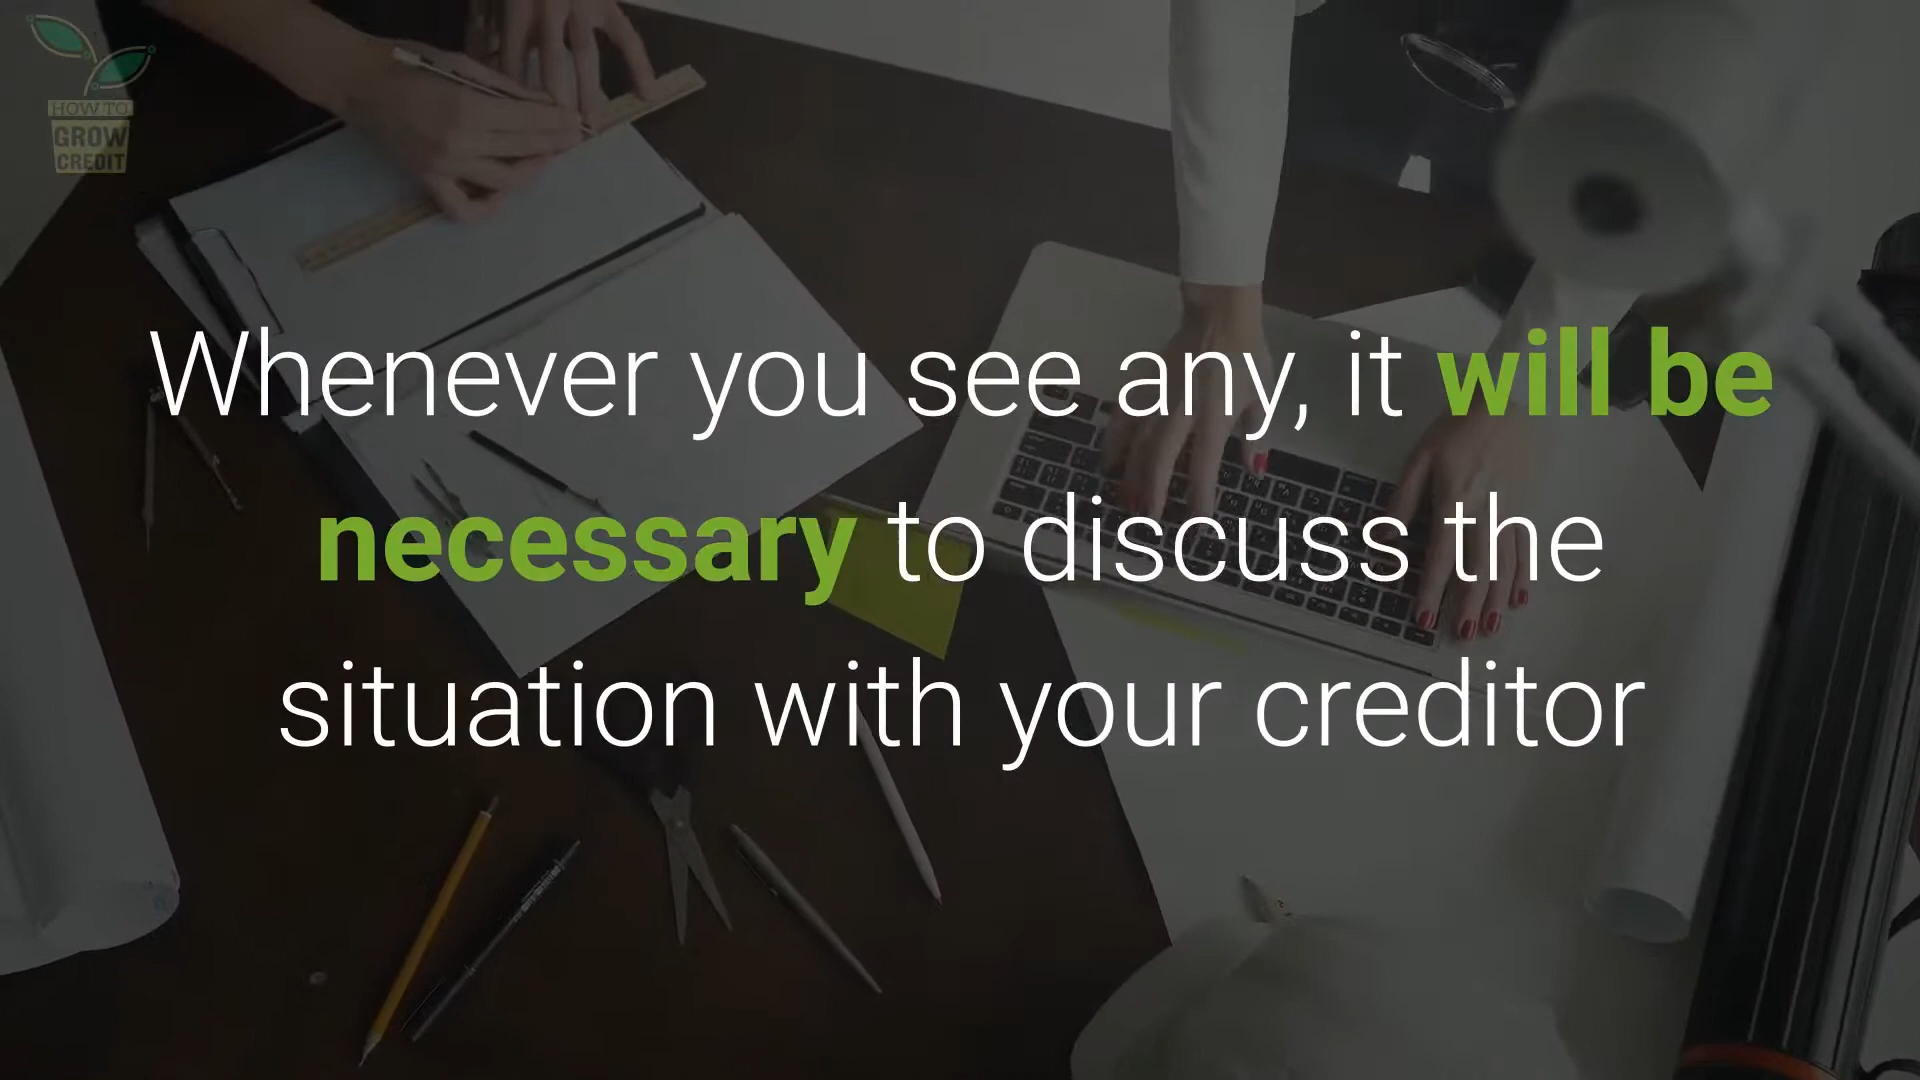 HOW TO
GROW
CREDIT
Whenever you see any, it will be
necessary to discuss the
situation with your creditor